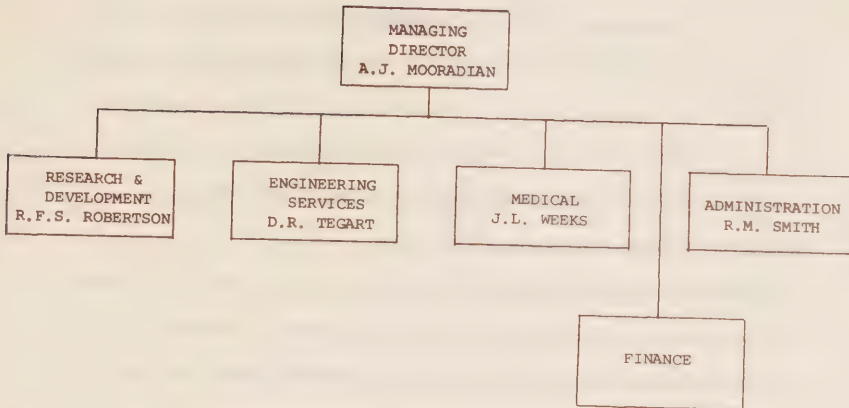 MANAGING
DIRECTOR
A.J. MOORADIAN
RESEARCH &
DEVELOPMENT
R.F.S. ROBERTSON
ENGINEERING
SERVICES
D.R. TEGART
MEDICAL
J.L. WEEKS
ADMINISTRATION
R.M. SMITH
FINANCE